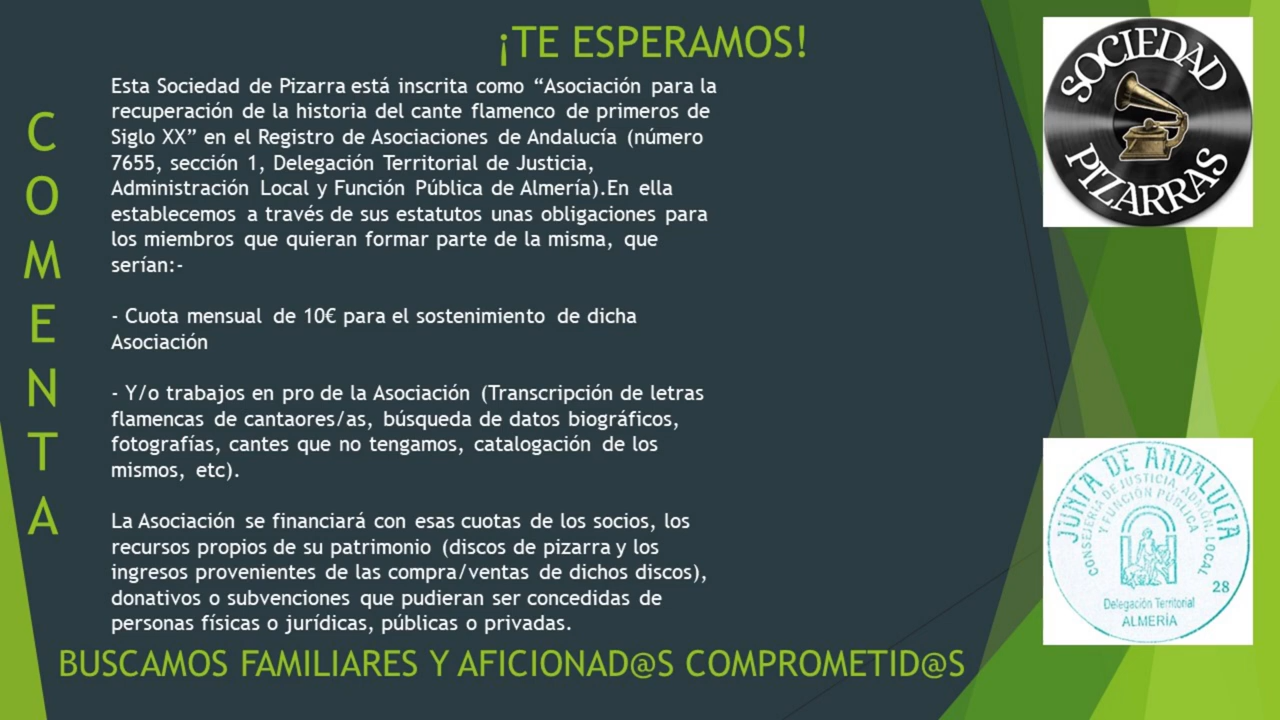 ¡TE ESPERAMOS!
COMENTA
Esta Sociedad de Pizarra está inscrita como “Asociación para la
recuperación de la historia del cante flamenco de primeros de
Siglo XX” en el Registro de Asociaciones de Andalucía (número
7655, sección 1, Delegación Territorial de Justicia,
Administración Local y Función Pública de Almería).En ella
establecemos a través de sus estatutos unas obligaciones para
los miembros que quieran formar parte de la misma, que
serían:-
- Cuota mensual de 10€ para el sostenimiento de dicha
Asociación
- Y/o trabajos en pro de la Asociación (Transcripción de letras
flamencas de cantaores/as, búsqueda de datos biográficos,
fotografías, cantes que no tengamos, catalogación de los
mismos, etc).
La Asociación se financiará con esas cuotas de los socios, los
recursos propios de su patrimonio (discos de pizarra y los
ingresos provenientes de las compra/ventas de dichos discos),
donativos o subvenciones que pudieran ser concedidas de
personas físicas o jurídicas, públicas o privadas.
BUSCAMOS FAMILIARES Y AFICIONAD@S COMPROMETID@S
SOCIEDAD
PIZARRAS
JUNTA DE ANDALUCIA
CONSEJERÍA DE JUSTICIA, ADMÓN. LOCAL
Y FUNCIÓN PÚBLICA
28
Delegación Territorial
ALMERÍA